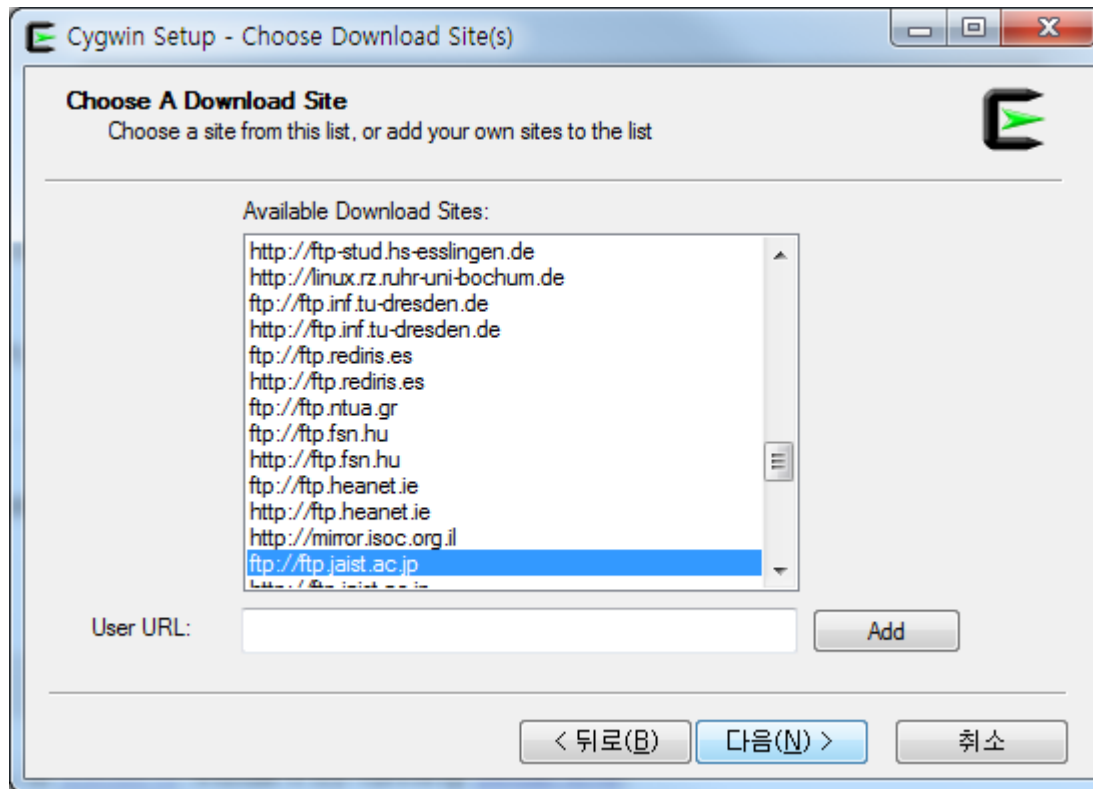 Cygwin Setup - Choose Download Site(s)
Choose A Download Site
Choose a site from this list, or add your own sites to the list
Available Download Sites:
http://ftp-stud.hs-esslingen.de
http://linux.rz.ruhr-uni-bochum.de
ftp://ftp.inf.tu-dresden.de
http://ftp.inf.tu-dresden.de
ftp://ftp.rediris.es
http://ftp.rediris.es
ftp://ftp.ntua.gr
ftp://ftp.fsn.hu
http://ftp.fsn.hu
ftp://ftp.heanet.ie
http://ftp.heanet.ie
http://mirror.isoc.org.il
ftp://ftp.jaist.ac.jp
User URL:
Add
< 뒤로(B)
다음(N) >
취소